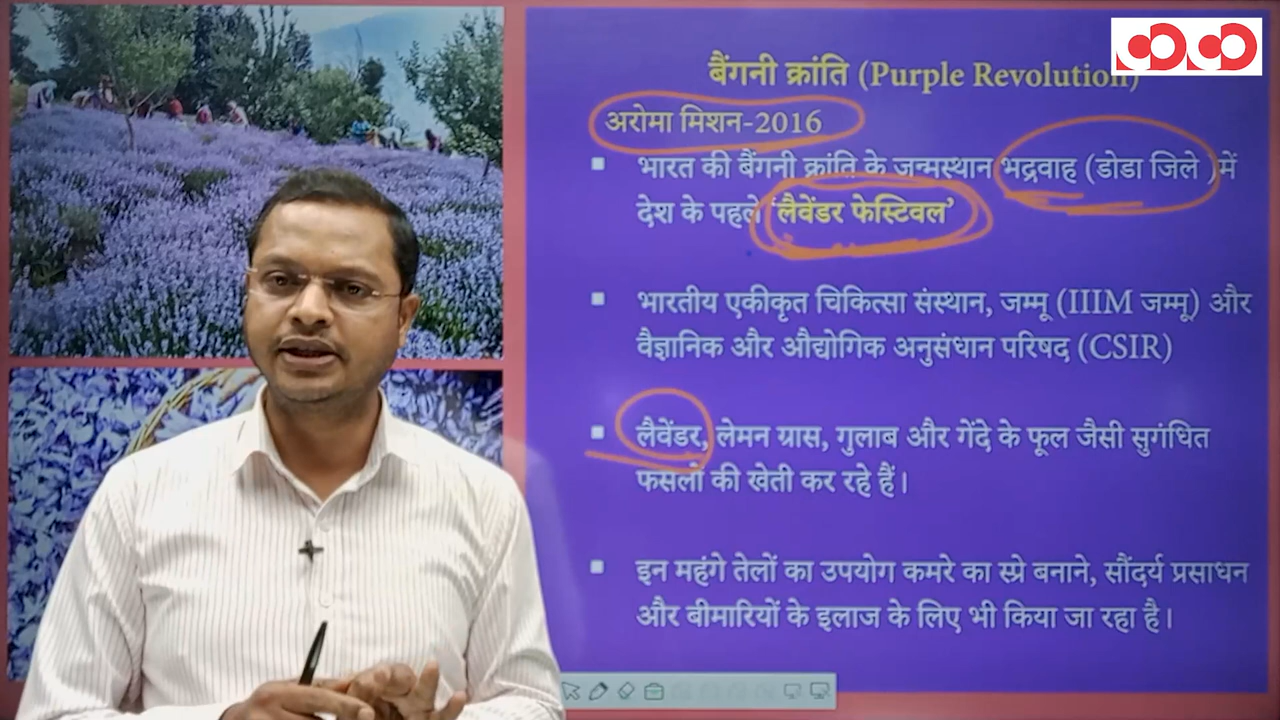 बैंगनी क्रांति (Purple Revolution)
अरोमा मिशन-2016
▪ भारत की बैंगनी क्रांति के जन्मस्थान भद्रवाह (डोडा जिले ) में
देश के पहले 'लैवेंडर फेस्टिवल'
▪ भारतीय एकीकृत चिकित्सा संस्थान, जम्मू (IIIM जम्मू) और
वैज्ञानिक और औद्योगिक अनुसंधान परिषद (CSIR)
▪ लैवेंडर, लेमन ग्रास, गुलाब और गेंदे के फूल जैसी सुगंधित
फसलों की खेती कर रहे हैं।
▪ इन महंगे तेलों का उपयोग कमरे का स्प्रे बनाने, सौंदर्य प्रसाधन
और बीमारियों के इलाज के लिए भी किया जा रहा है।